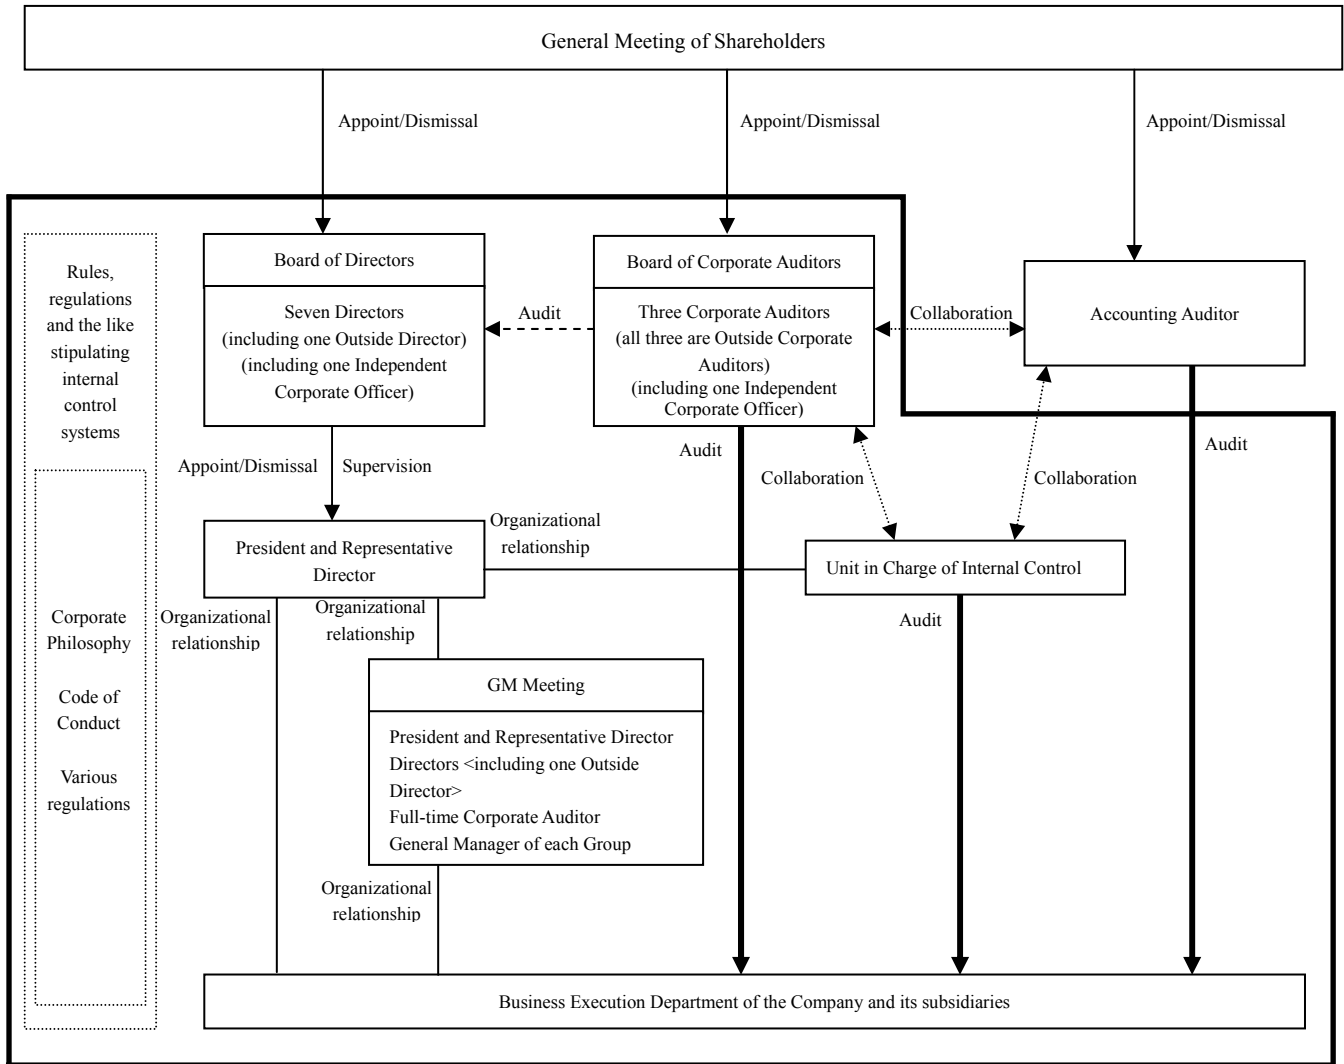 General Meeting of Shareholders
Appoint/Dismissal
Appoint/Dismissal
Appoint/Dismissal
Rules,
regulations
and the like
stipulating
internal
control
systems
Corporate
Philosophy
Code of
Conduct
Various
regulations
Board of Directors
Seven Directors
(including one Outside Director)
(including one Independent
Corporate Officer)
Audit
Board of Corporate Auditors
Three Corporate Auditors
(all three are Outside Corporate
Auditors)
(including one Independent
Corporate Officer)
Collaboration
Accounting Auditor
Appoint/Dismissal
Supervision
Audit
Collaboration
Collaboration
Audit
President and Representative
Director
Organizational
relationship
Unit in Charge of Internal Control
Organizational
relationship
Organizational
relationship
Audit
GM Meeting
President and Representative Director
Directors <including one Outside
Director>
Full-time Corporate Auditor
General Manager of each Group
Organizational
relationship
Business Execution Department of the Company and its subsidiaries